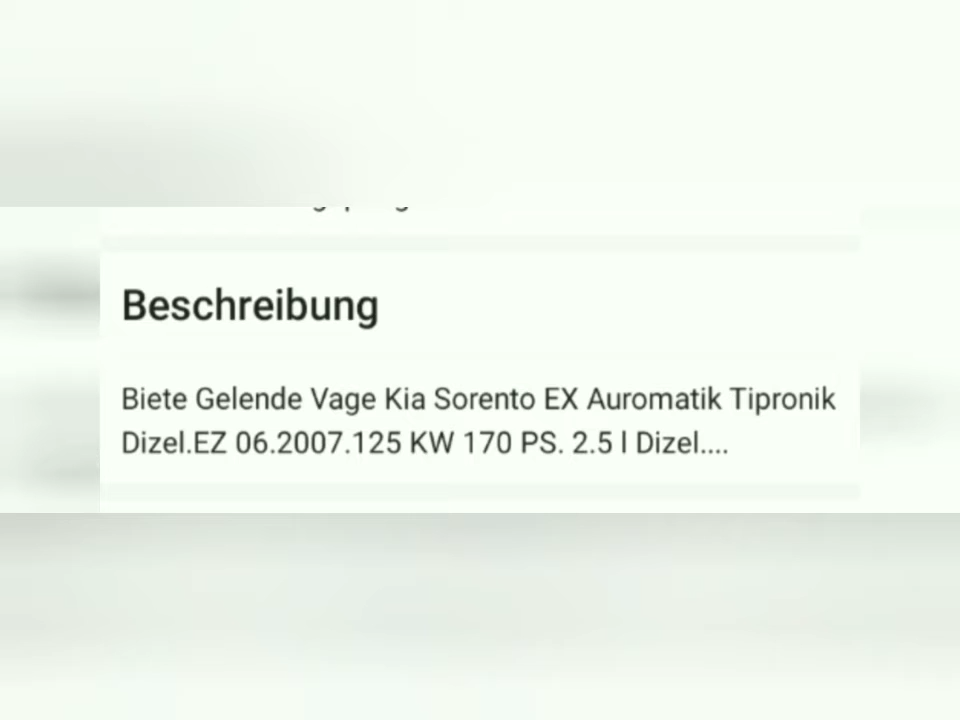 Beschreibung
Biete Gelende Vage Kia Sorento EX Auromatik Tipronik
Dizel.EZ 06.2007.125 KW 170 PS. 2.5 l Dizel....